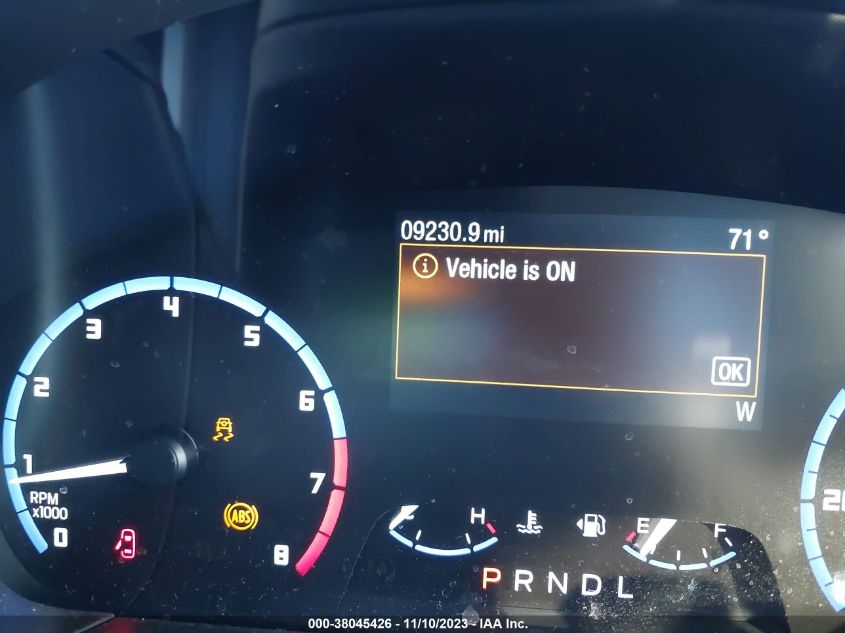 09230.9 mi 71°
Vehicle is ON
OK
W
0 1 2 3 4 5 6 7 8
RPM
x1000
ABS
H
E F
P R N D L
000-38045426 - 11/10/2023 - IAA Inc.